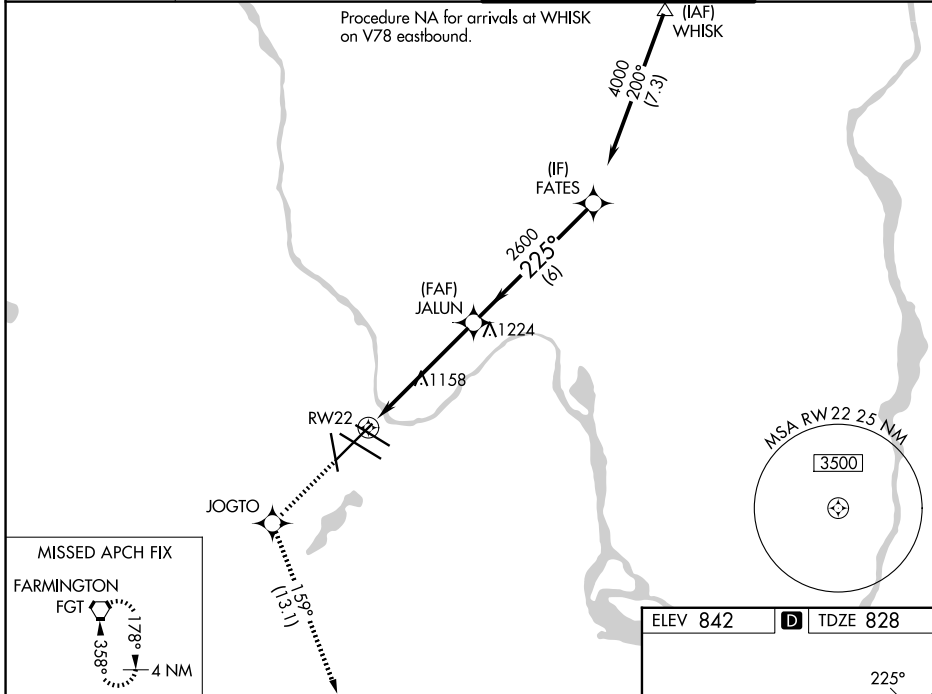 Procedure NA for arrivals at WHISK
on V78 eastbound.
(IAF)
WHISK
4000
200°
(7.3)
(IF)
FATES
2600
225°
(6)
(FAF)
JALUN
1224
1158
RW22
MSA RW 22 25 NM
3500
JOGTO
159°
(13.1)
MISSED APCH FIX
FARMINGTON
FGT
178°
358°
4 NM
ELEV 842 D TDZE 828
225°